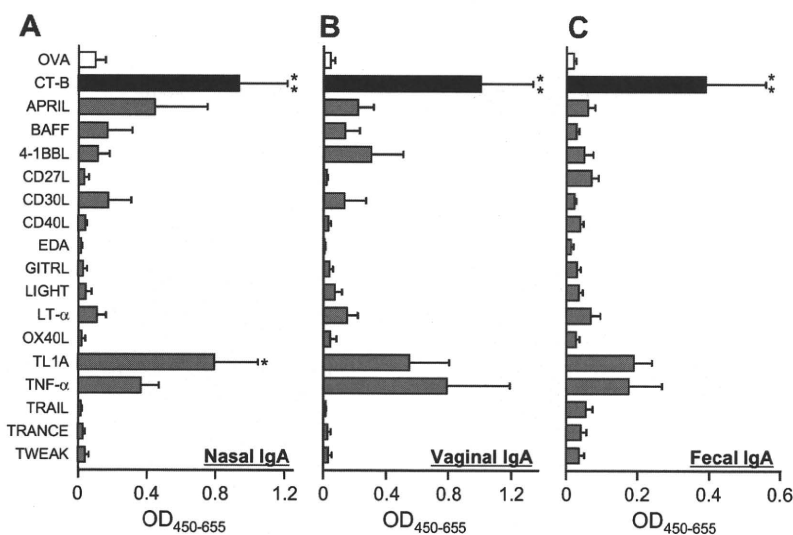 A
B
C
OVA
CT-B
APRIL
BAFF
4-1BBL
CD27L
CD30L
CD40L
EDA
GITRL
LIGHT
LT-α
OX40L
TL1A
TNF-α
TRAIL
TRANCE
TWEAK
* *
*
* *
* *
Nasal IgA
Vaginal IgA
Fecal IgA
0 0.4 0.8 1.2
0 0.4 0.8 1.2
0 0.2 0.4 0.6
OD450-655
OD450-655
OD450-655